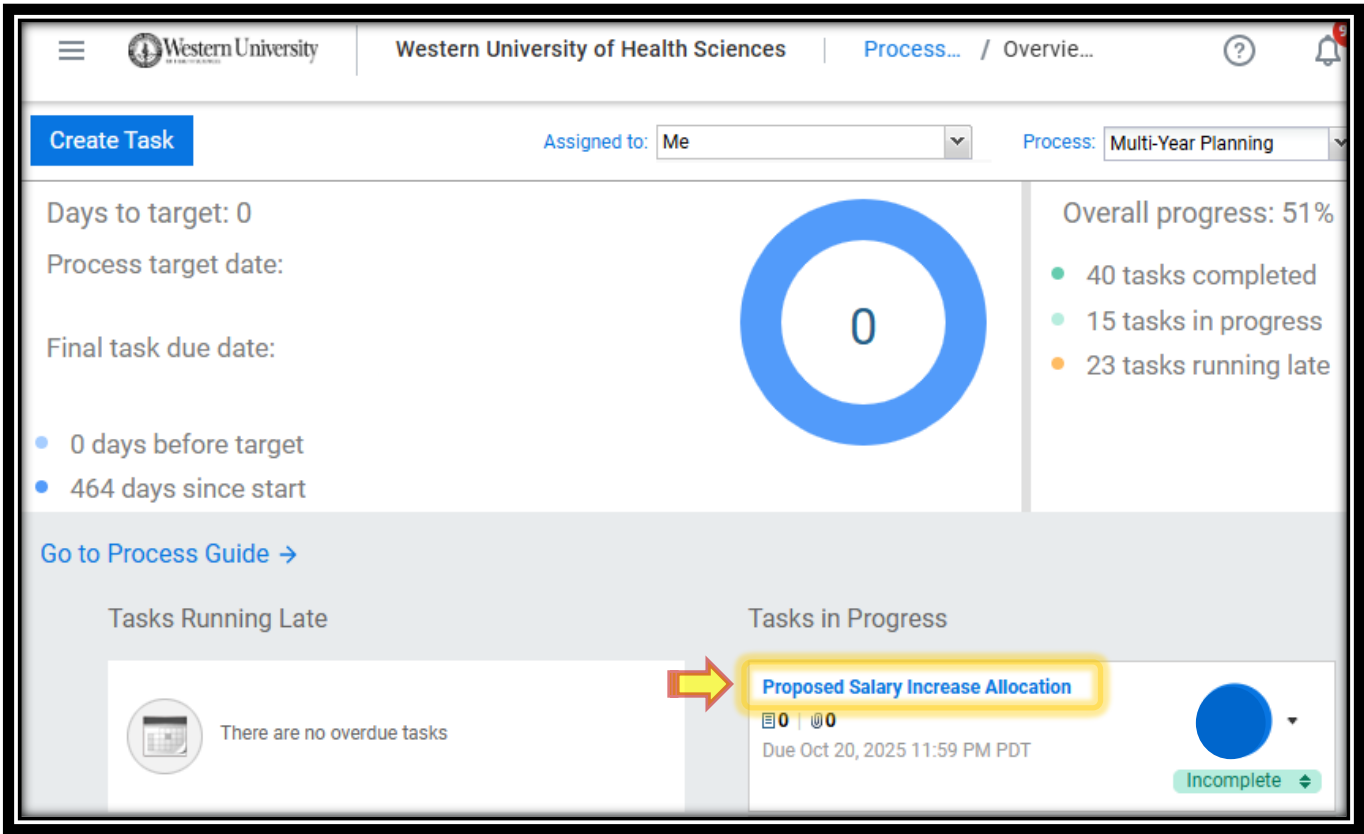 Western University
Western University of Health Sciences
Process...
/
Overvie...
Create Task
Assigned to:
Me
Process:
Multi-Year Planning
Days to target: 0
Process target date:
Final task due date:
0 days before target
464 days since start
0
Overall progress: 51%
40 tasks completed
15 tasks in progress
23 tasks running late
Go to Process Guide →
Tasks Running Late
There are no overdue tasks
Tasks in Progress
Proposed Salary Increase Allocation
0 | 0
Due Oct 20, 2025 11:59 PM PDT
Incomplete